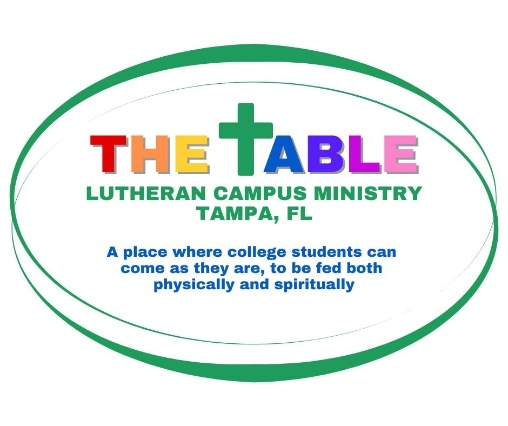 THE TABLE
LUTHERAN CAMPUS MINISTRY
TAMPA, FL
A place where college students can
come as they are, to be fed both
physically and spiritually